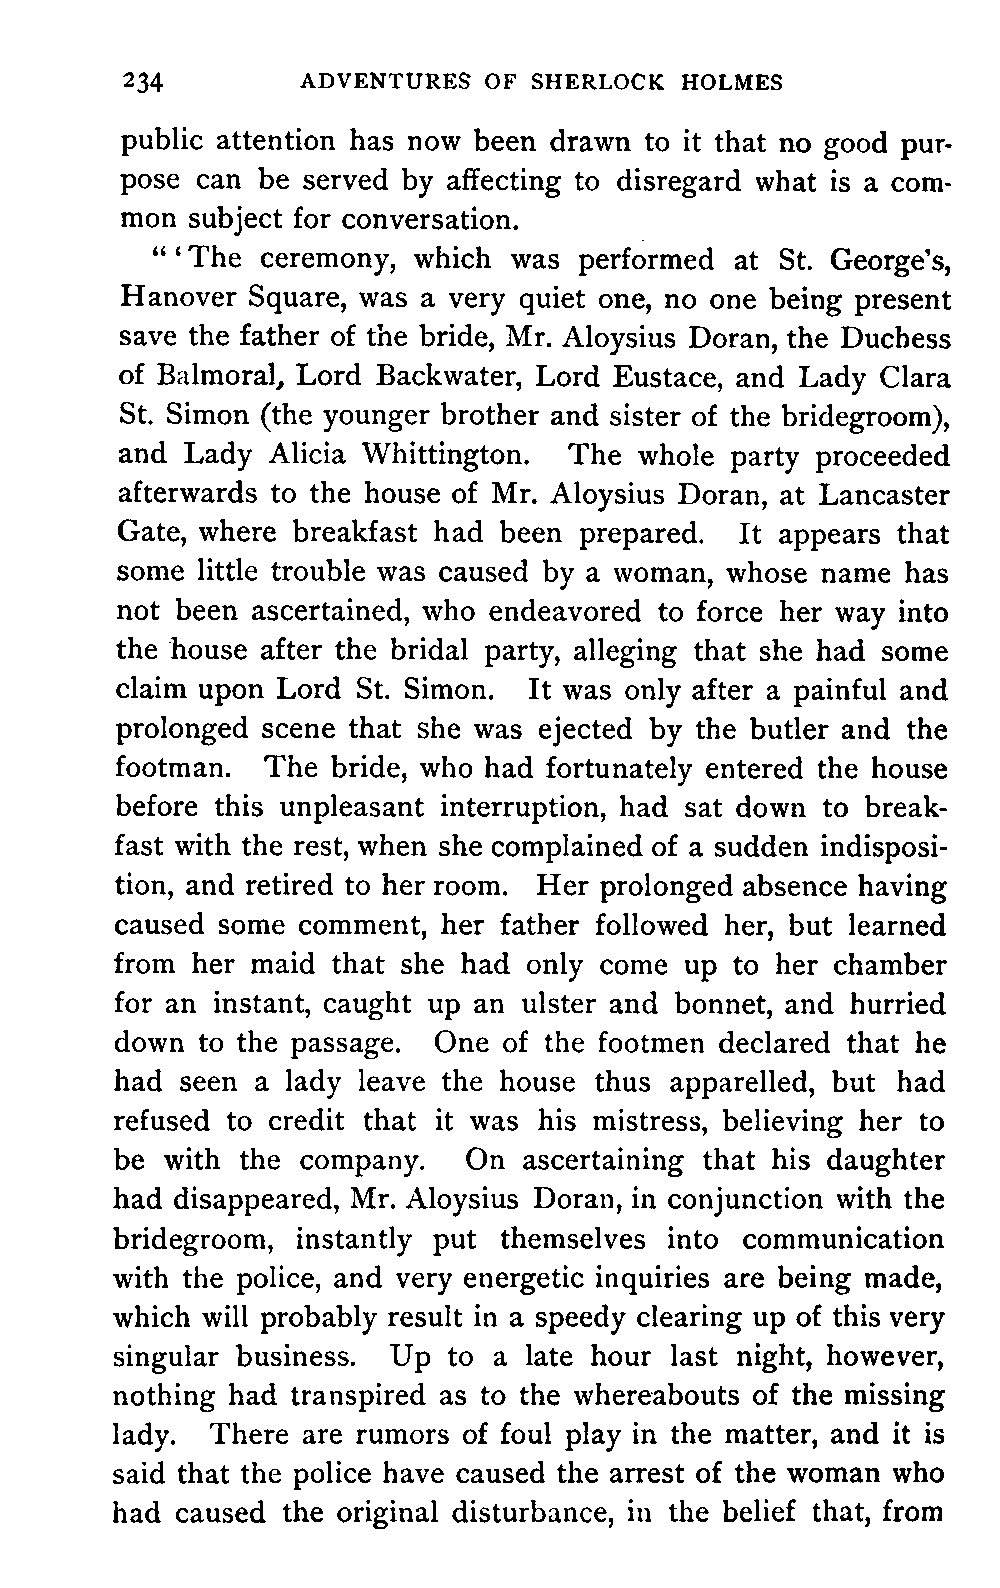 234 ADVENTURES OF SHERLOCK HOLMES
public attention has now been drawn to it that no good pur-
pose can be served by affecting to disregard what is a com-
mon subject for conversation.
“ ‘The ceremony, which was performed at St. George’s,
Hanover Square, was a very quiet one, no one being present
save the father of the bride, Mr. Aloysius Doran, the Duchess
of Balmoral, Lord Backwater, Lord Eustace, and Lady Clara
St. Simon (the younger brother and sister of the bridegroom),
and Lady Alicia Whittington. The whole party proceeded
afterwards to the house of Mr. Aloysius Doran, at Lancaster
Gate, where breakfast had been prepared. It appears that
some little trouble was caused by a woman, whose name has
not been ascertained, who endeavored to force her way into
the house after the bridal party, alleging that she had some
claim upon Lord St. Simon. It was only after a painful and
prolonged scene that she was ejected by the butler and the
footman. The bride, who had fortunately entered the house
before this unpleasant interruption, had sat down to break-
fast with the rest, when she complained of a sudden indisposi-
tion, and retired to her room. Her prolonged absence having
caused some comment, her father followed her, but learned
from her maid that she had only come up to her chamber
for an instant, caught up an ulster and bonnet, and hurried
down to the passage. One of the footmen declared that he
had seen a lady leave the house thus apparelled, but had
refused to credit that it was his mistress, believing her to
be with the company. On ascertaining that his daughter
had disappeared, Mr. Aloysius Doran, in conjunction with the
bridegroom, instantly put themselves into communication
with the police, and very energetic inquiries are being made,
which will probably result in a speedy clearing up of this very
singular business. Up to a late hour last night, however,
nothing had transpired as to the whereabouts of the missing
lady. There are rumors of foul play in the matter, and it is
said that the police have caused the arrest of the woman who
had caused the original disturbance, in the belief that, from